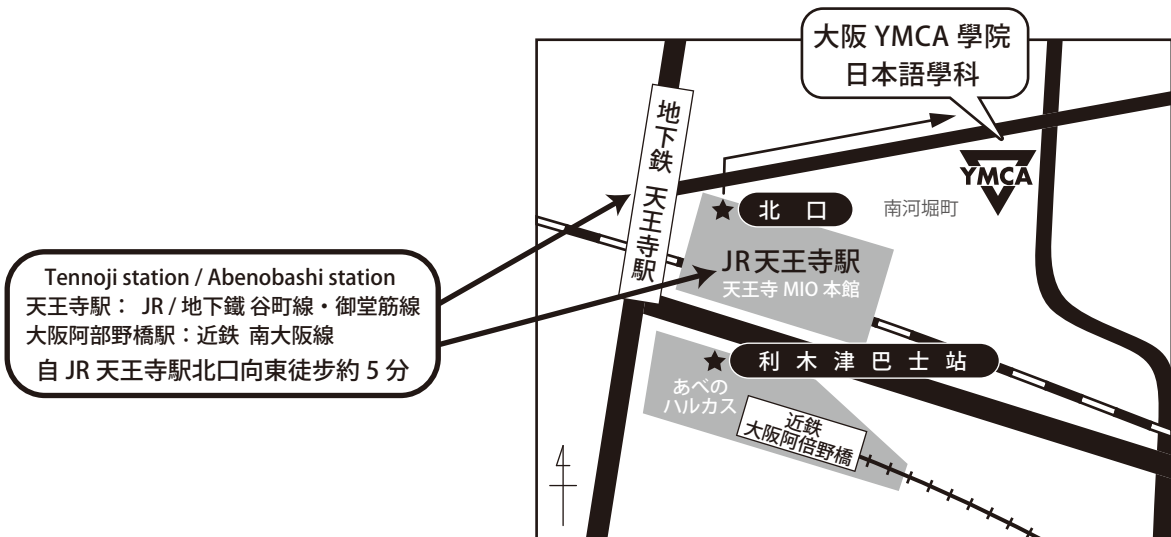 大阪 YMCA 學院
日本語學科
地下鉄 天王寺駅
YMCA
北 口
南河堀町
JR天王寺駅
天王寺 MIO 本館
Tennoji station / Abenobashi station
天王寺駅： JR / 地下鐵 谷町線・御堂筋線
大阪阿部野橋駅：近鉄 南大阪線
自 JR 天王寺駅北口向東徒步約 5 分
利 木 津 巴 士 站
あべの
ハルカス
近鉄
大阪阿倍野橋